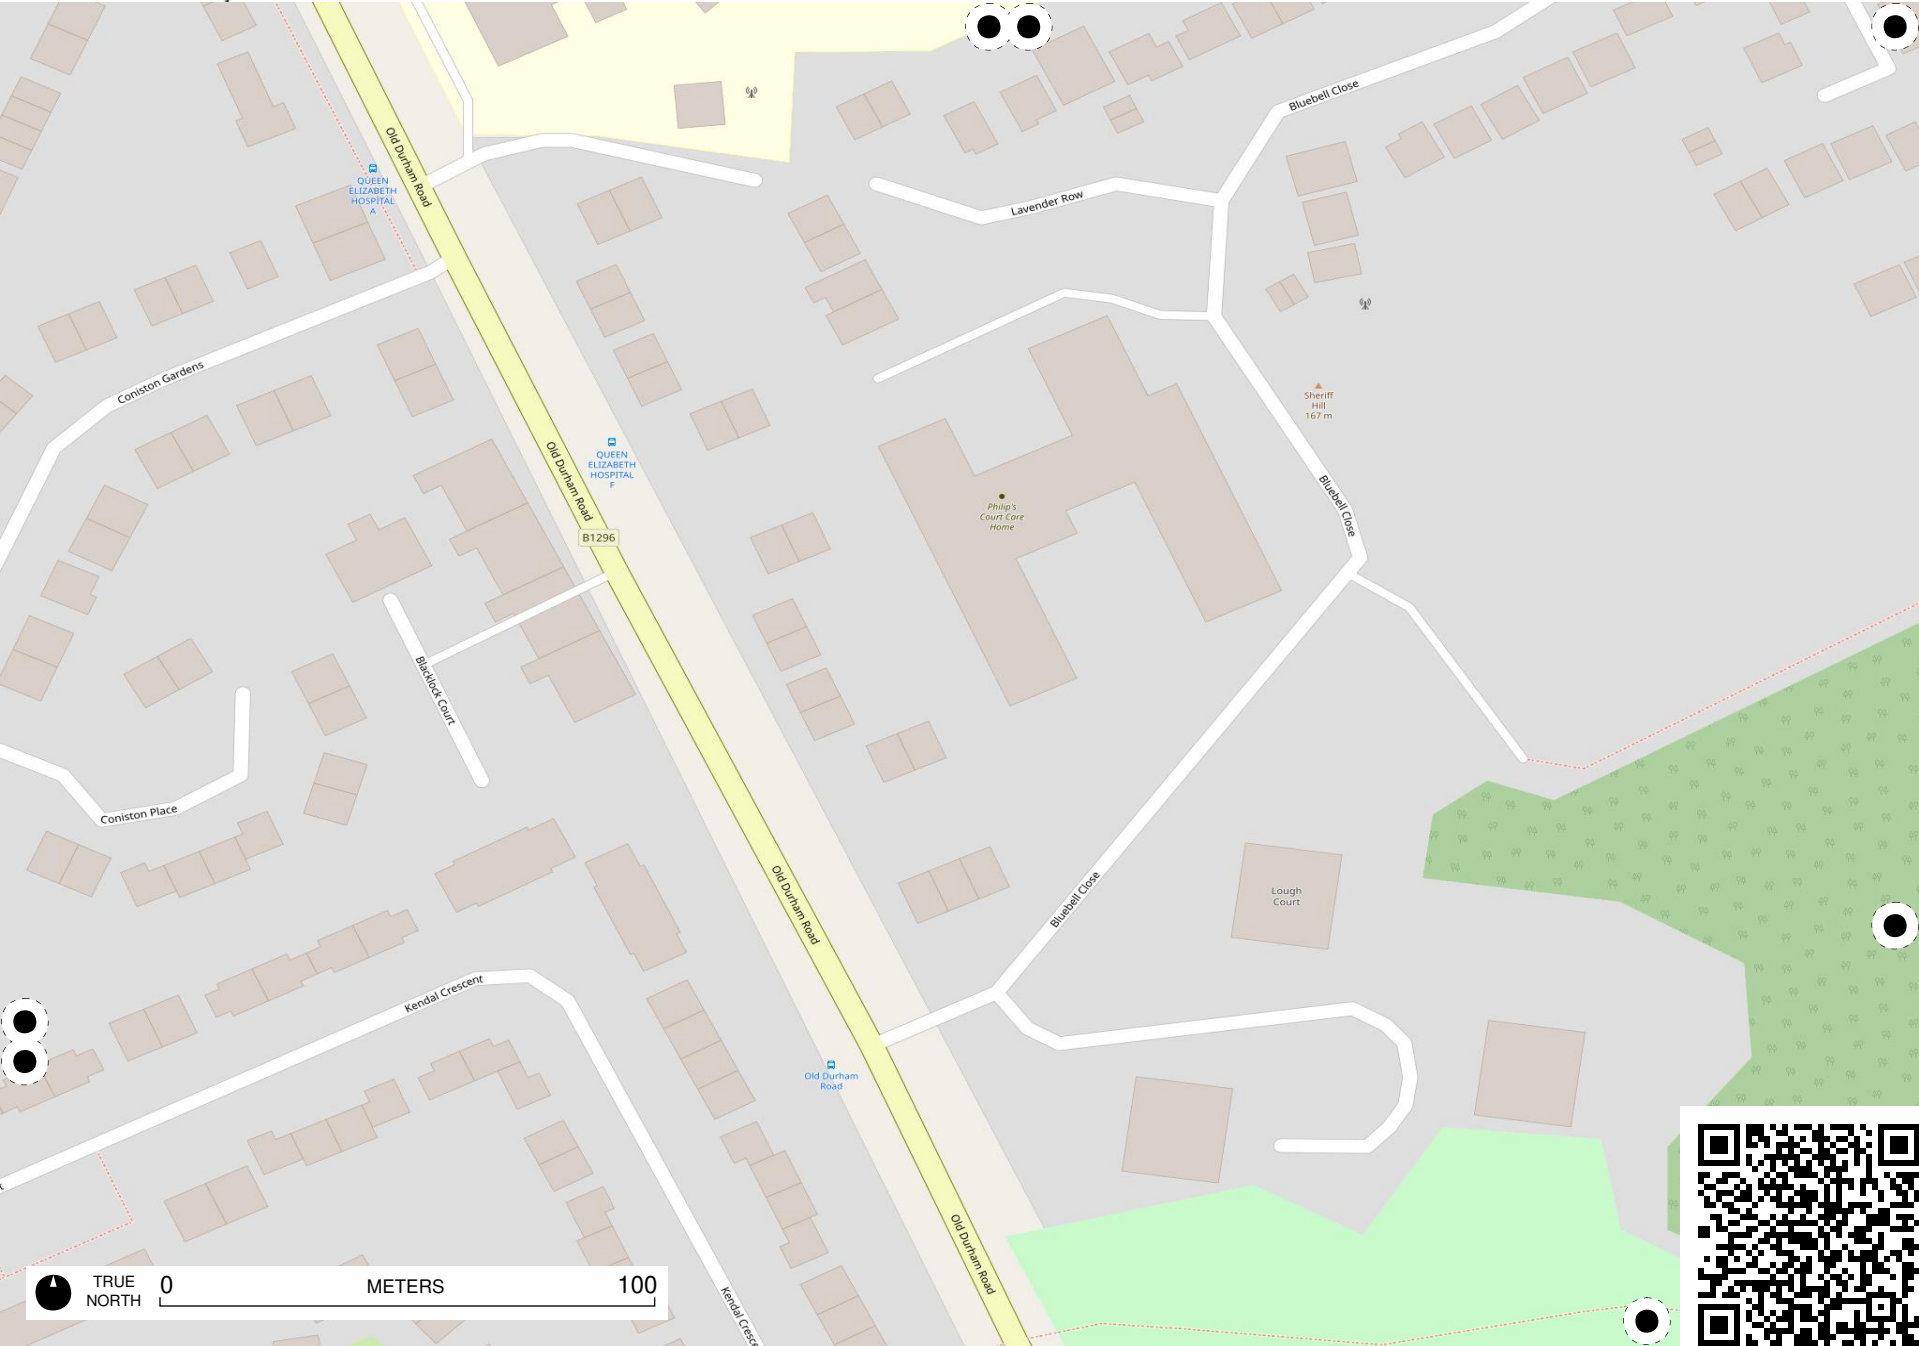 Bluebell Close
Old Durham Road
QUEEN
ELIZABETH
HOSPITAL
A
Lavender Row
Coniston Gardens
Sheriff
Hill
167 m
QUEEN
ELIZABETH
HOSPITAL
F
Old Durham Road
B1296
Philip's
Court Care
Home
Bluebell Close
Blacklock Court
Coniston Place
Old Durham Road
Bluebell Close
Lough
Court
Kendal Crescent
Old Durham
Road
Old Durham Road
Kendal Cresce
TRUE
NORTH
0 METERS 100